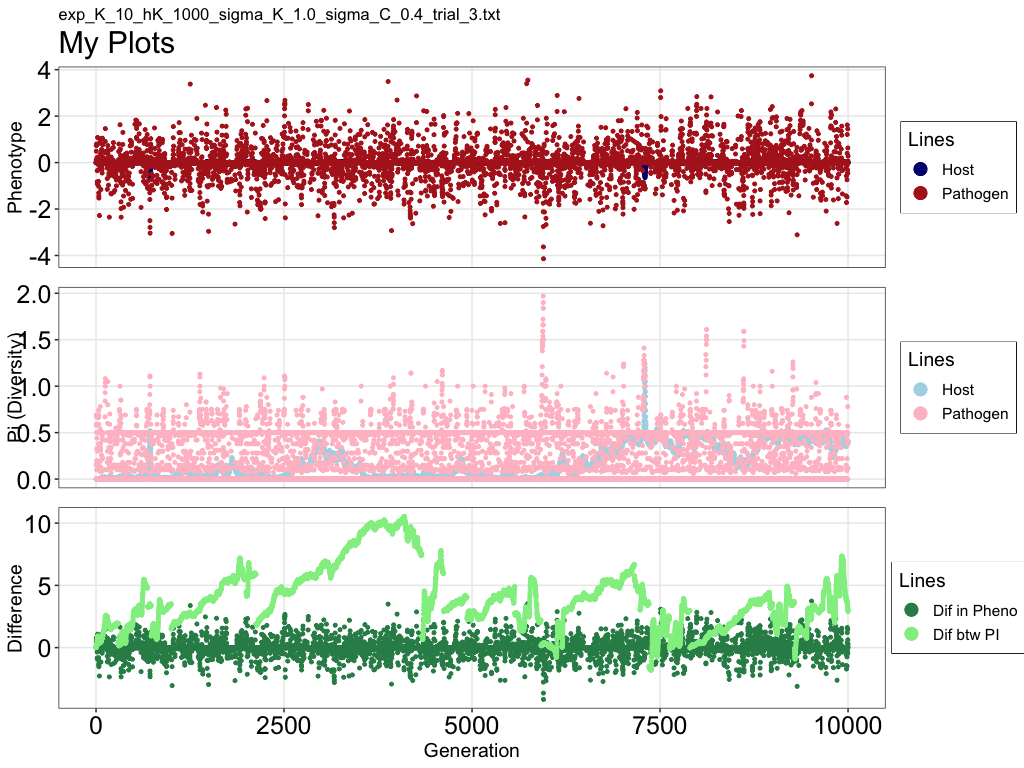 exp_K_10_hK_1000_sigma_K_1.0_sigma_C_0.4_trial_3.txt
My Plots
Phenotype
4
2
0
-2
-4
Lines
Host
Pathogen
Pi (Diversity)
2.0
1.5
1.0
0.5
0.0
Lines
Host
Pathogen
Difference
10
5
0
Lines
Dif in Pheno
Dif btw PI
0 2500 5000 7500 10000
Generation